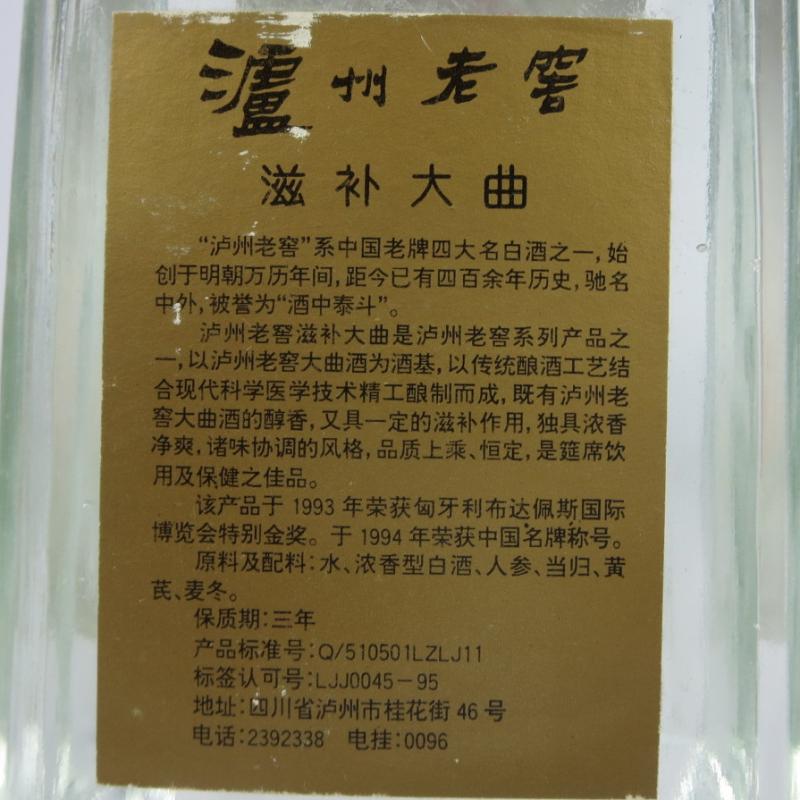 瀘州老窖
滋补大曲
“泸州老窖”系中国老牌四大名白酒之一，始
创于明朝万历年间，距今已有四百余年历史，驰名
中外，被誉为“酒中泰斗”。
泸州老窖滋补大曲是泸州老窖系列产品之
一，以泸州老窖大曲酒为酒基，以传统酿酒工艺结
合现代科学医学技术精工酿制而成，既有泸州老
窖大曲酒的醇香，又具一定的滋补作用，独具浓香
净爽，诸味协调的风格，品质上乘、恒定，是筵席饮
用及保健之佳品。
该产品于 1993 年荣获匈牙利布达佩斯国际
博览会特别金奖。于 1994 年荣获中国名牌称号。
原料及配料：水、浓香型白酒、人参、当归、黄
芪、麦冬。
保质期：三年
产品标准号：Q/510501LZLJ11
标签认可号：LJJ0045－95
地址：四川省泸州市桂花街 46 号
电话：2392338 电挂：0096